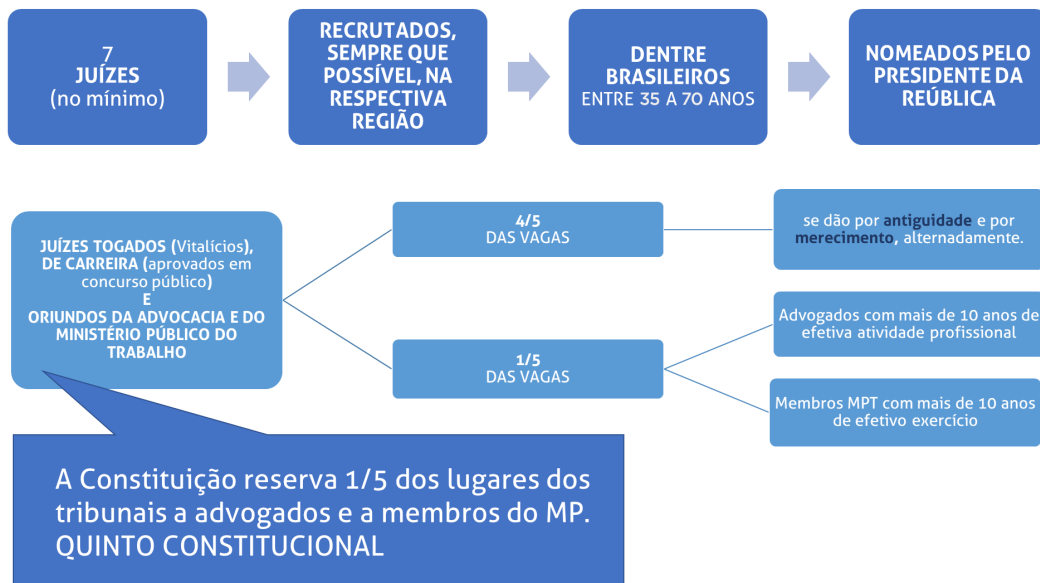 7
JUÍZES
(no mínimo)
RECRUTADOS,
SEMPRE QUE
POSSÍVEL, NA
RESPECTIVA
REGIÃO
DENTRE
BRASILEIROS
ENTRE 35 A 70 ANOS
NOMEADOS PELO
PRESIDENTE DA
REÚBLICA
JUÍZES TOGADOS (Vitalícios),
DE CARREIRA (aprovados em
concurso público)
E
ORIUNDOS DA ADVOCACIA E DO
MINISTÉRIO PÚBLICO DO
TRABALHO
4/5
DAS VAGAS
se dão por antiguidade e por
merecimento, alternadamente.
1/5
DAS VAGAS
Advogados com mais de 10 anos de
efetiva atividade profissional
Membros MPT com mais de 10 anos
de efetivo exercício
A Constituição reserva 1/5 dos lugares dos
tribunais a advogados e a membros do MP.
QUINTO CONSTITUCIONAL